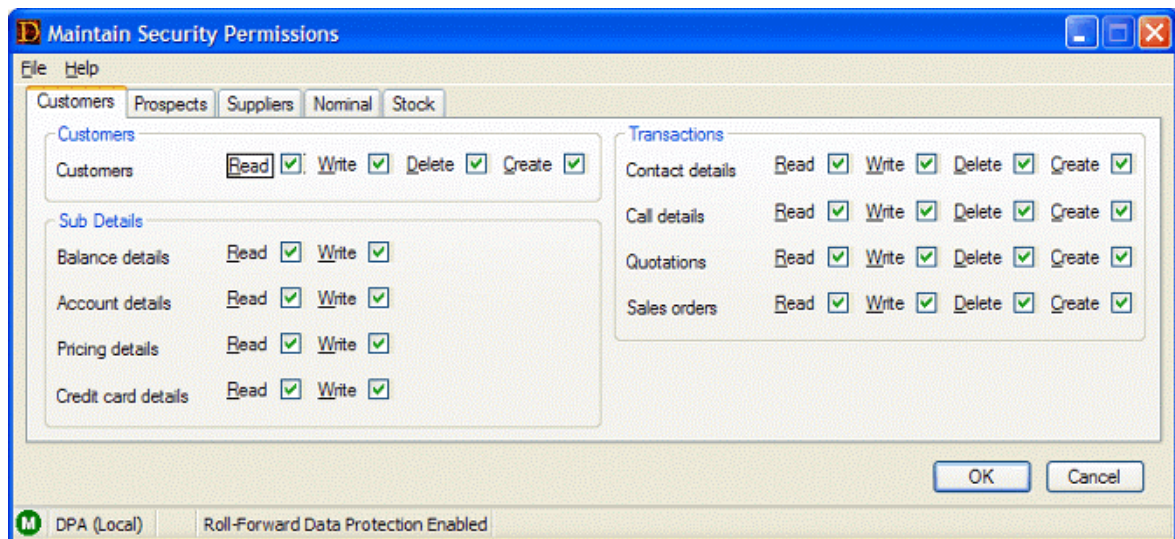 D Maintain Security Permissions
File Help
Customers Prospects Suppliers Nominal Stock
Customers
Customers Read Write Delete Create
Sub Details
Balance details Read Write
Account details Read Write
Pricing details Read Write
Credit card details Read Write
Transactions
Contact details Read Write Delete Create
Call details Read Write Delete Create
Quotations Read Write Delete Create
Sales orders Read Write Delete Create
OK Cancel
M DPA (Local) Roll-Forward Data Protection Enabled